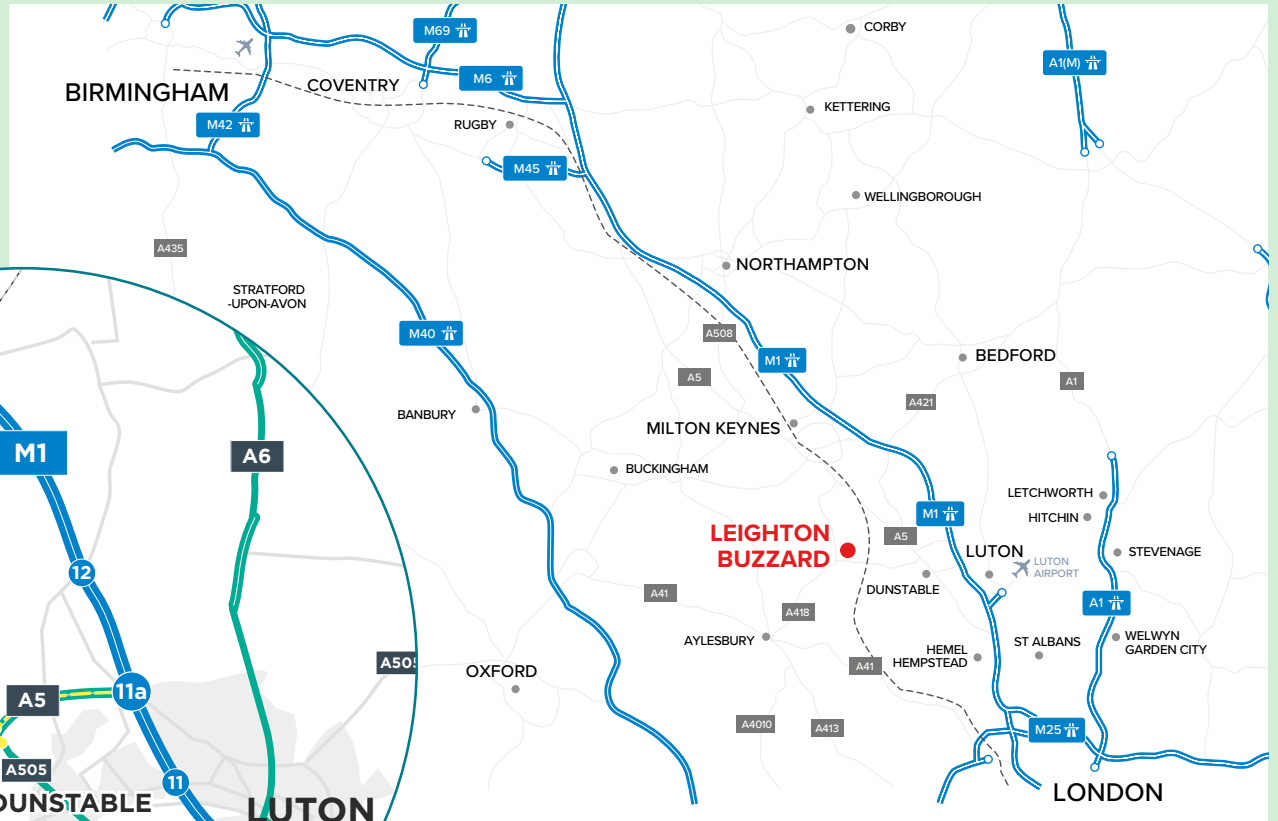 CORBY
M69
A1(M)
M6
COVENTRY
BIRMINGHAM
KETTERING
M42
RUGBY
M45
WELLINGBOROUGH
A435
NORTHAMPTON
STRATFORD
-UPON-AVON
M40
A508
M1
BEDFORD
A5
A1
A421
BANBURY
MILTON KEYNES
M1
A6
BUCKINGHAM
LETCHWORTH
M1
HITCHIN
LEIGHTON
BUZZARD
A5
LUTON
STEVENAGE
LUTON
AIRPORT
12
DUNSTABLE
A41
A1
A418
AYLESBURY
HEMEL
HEMPSTEAD
ST ALBANS
WELWYN
GARDEN CITY
A505
A41
OXFORD
11a
A5
A4010
A413
M25
A505
11
DUNSTABLE
LUTON
LONDON